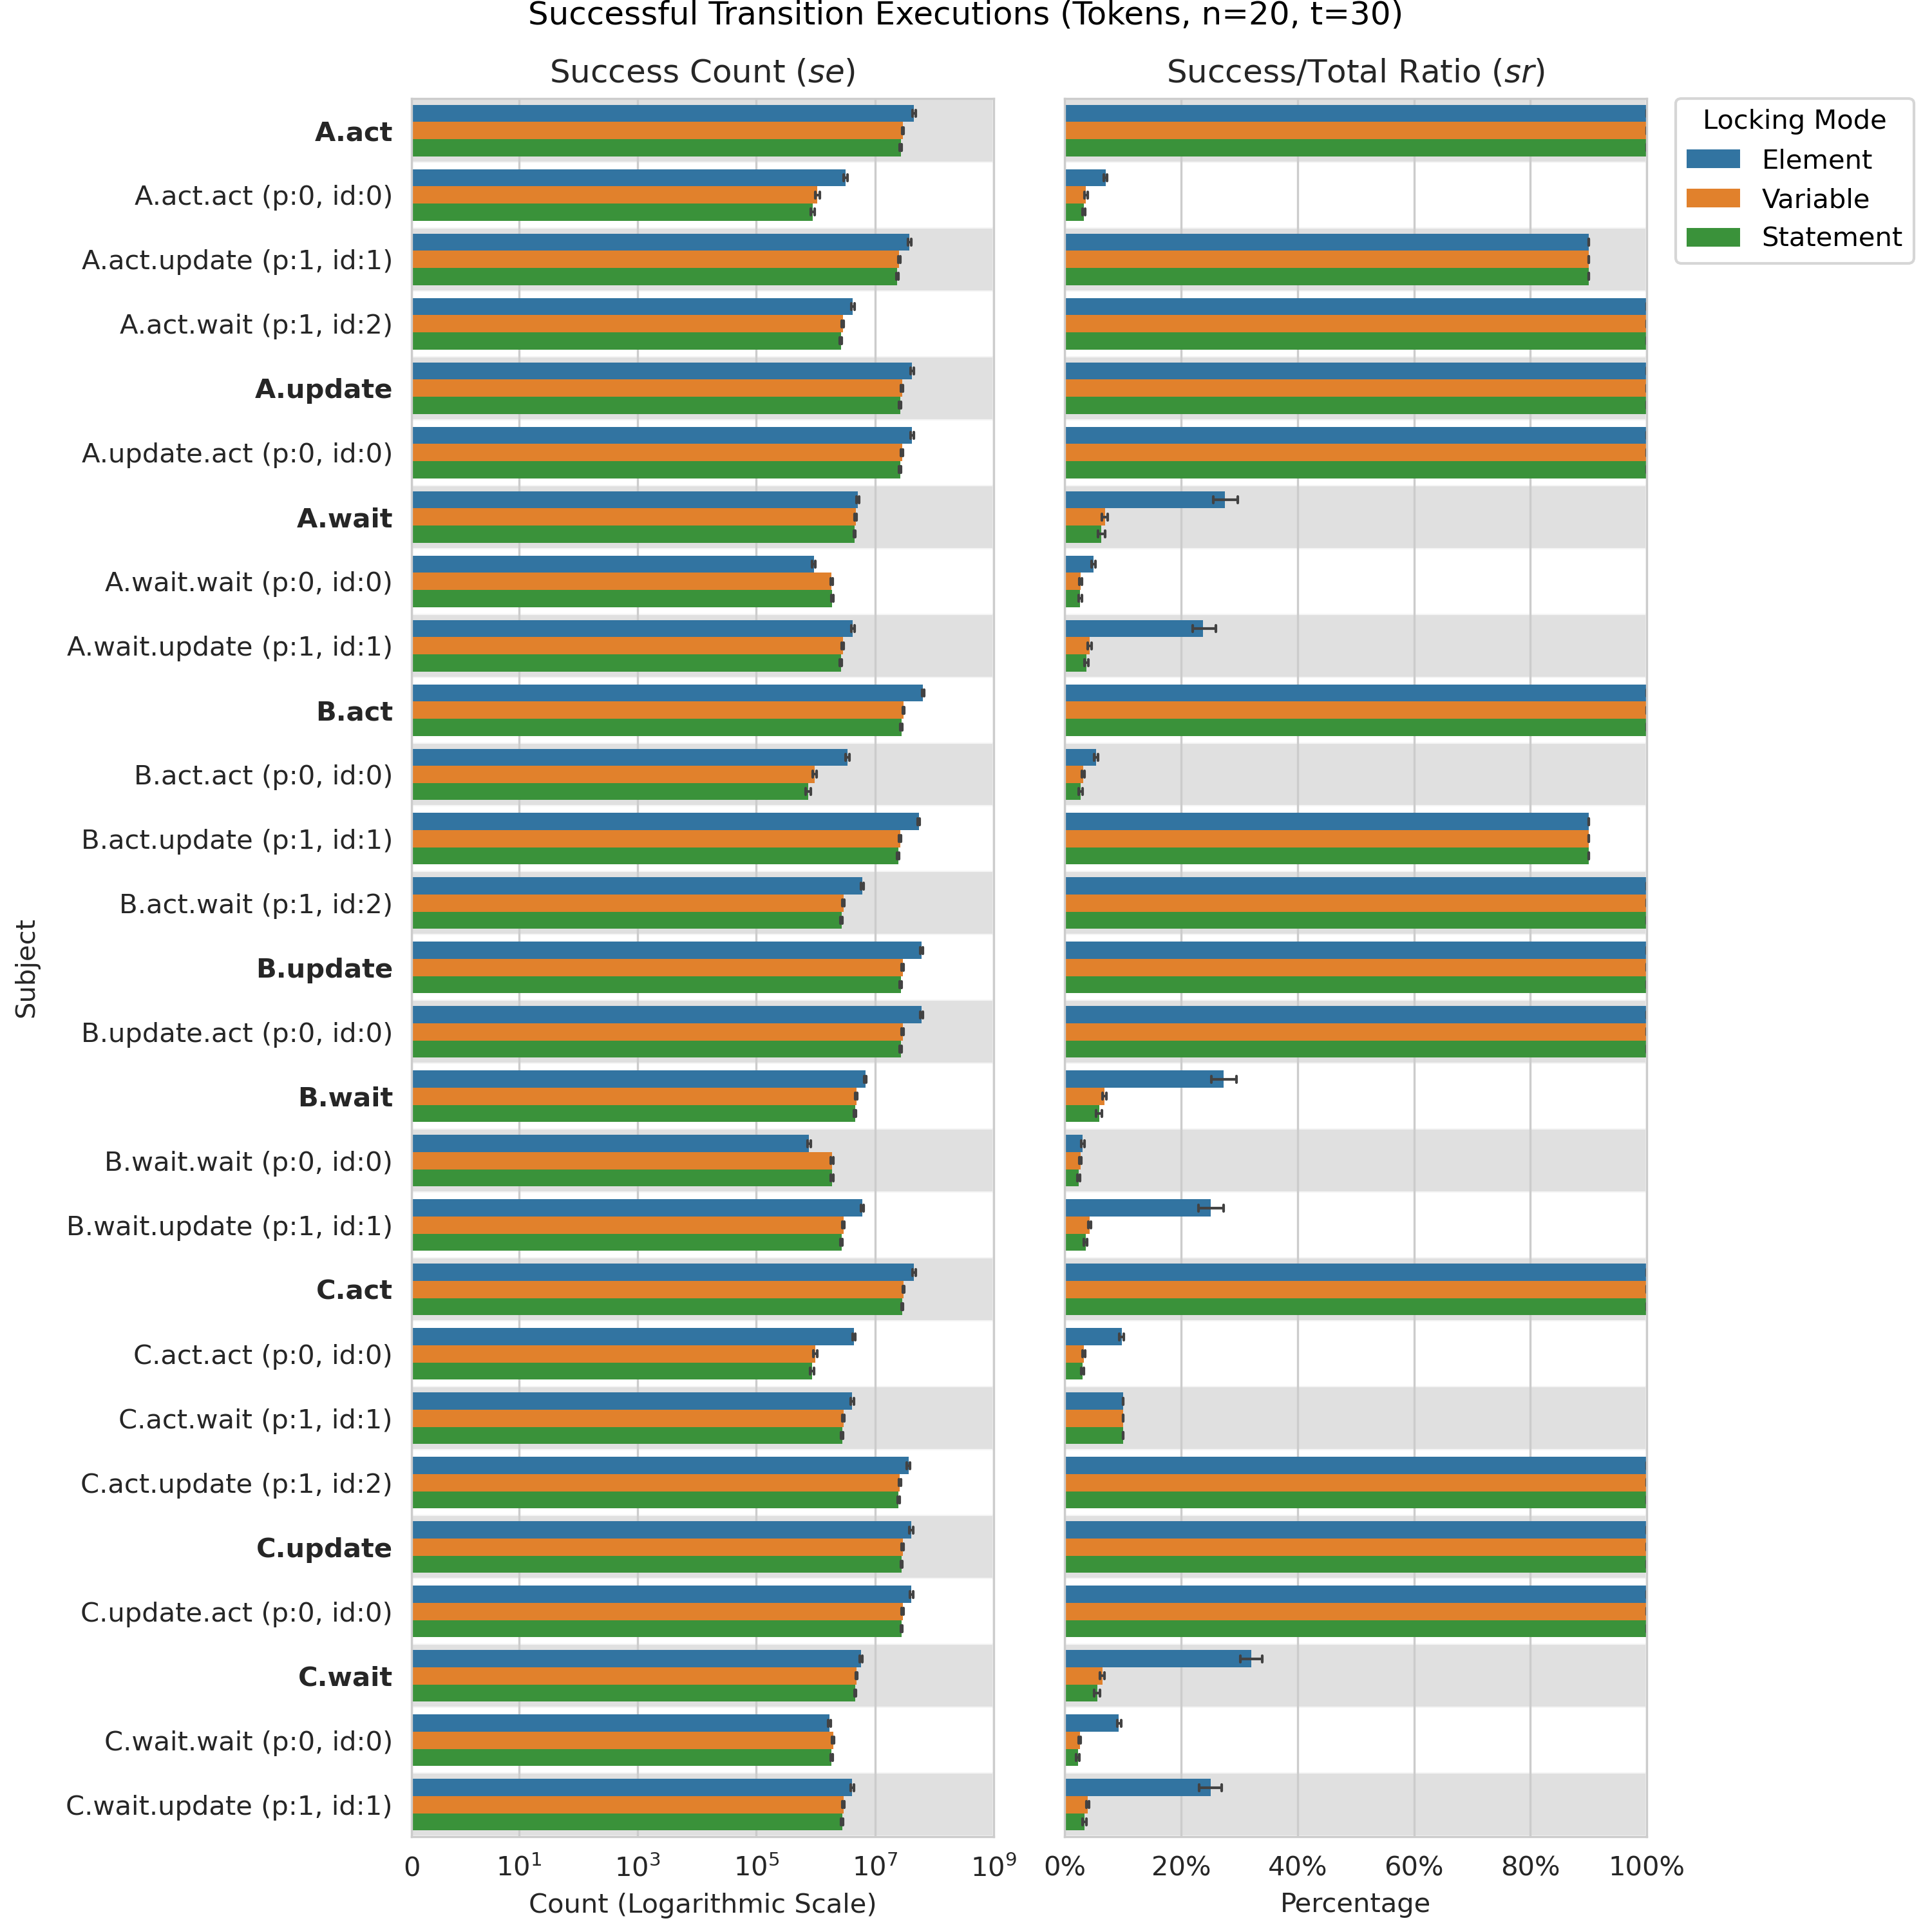 Successful Transition Executions (Tokens, n=20, t=30)
Success Count (se)
Success/Total Ratio (sr)
Locking Mode
Element
Variable
Statement
Subject
A.act
A.act.act (p:0, id:0)
A.act.update (p:1, id:1)
A.act.wait (p:1, id:2)
A.update
A.update.act (p:0, id:0)
A.wait
A.wait.wait (p:0, id:0)
A.wait.update (p:1, id:1)
B.act
B.act.act (p:0, id:0)
B.act.update (p:1, id:1)
B.act.wait (p:1, id:2)
B.update
B.update.act (p:0, id:0)
B.wait
B.wait.wait (p:0, id:0)
B.wait.update (p:1, id:1)
C.act
C.act.act (p:0, id:0)
C.act.wait (p:1, id:1)
C.act.update (p:1, id:2)
C.update
C.update.act (p:0, id:0)
C.wait
C.wait.wait (p:0, id:0)
C.wait.update (p:1, id:1)
0 10¹ 10³ 10⁵ 10⁷ 10⁹
Count (Logarithmic Scale)
0% 20% 40% 60% 80% 100%
Percentage